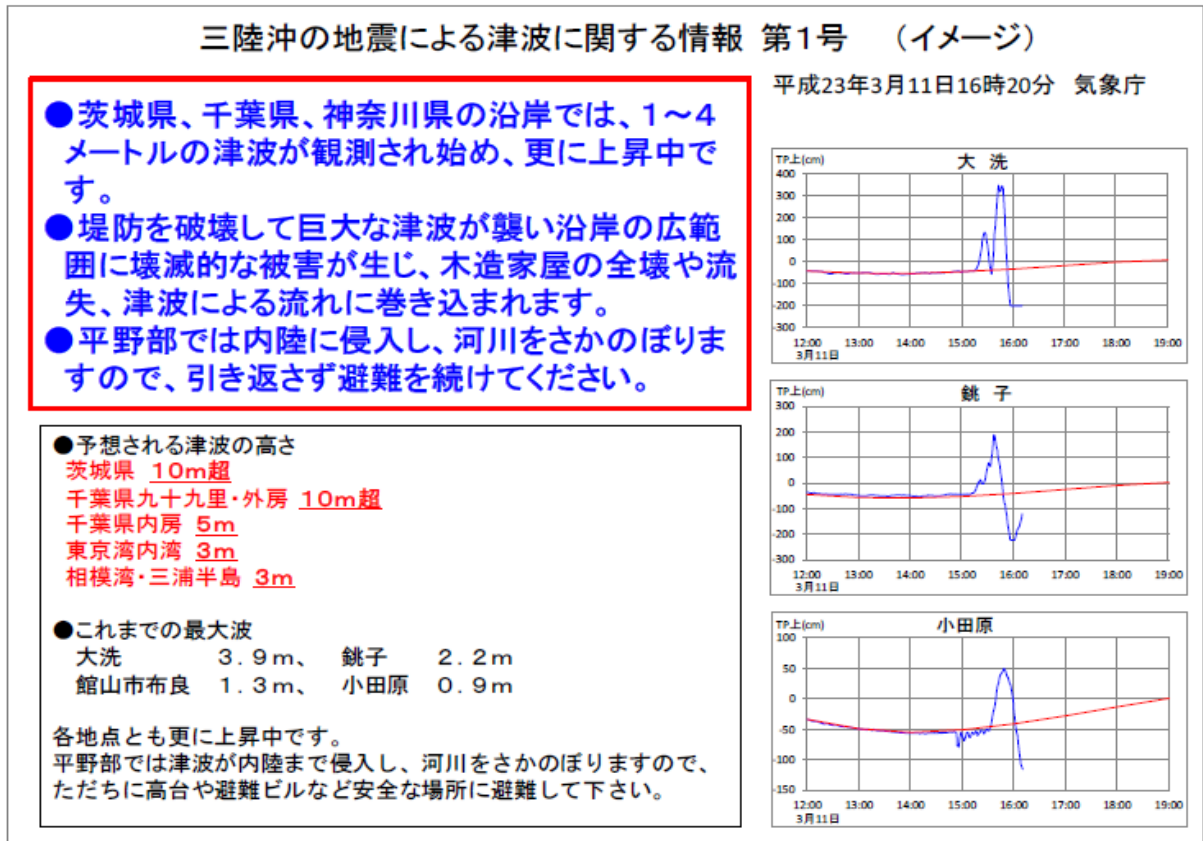 三陸沖の地震による津波に関する情報 第1号 （イメージ）
平成23年3月11日16時20分 気象庁
●茨城県、千葉県、神奈川県の沿岸では、1～4
メートルの津波が観測され始め、更に上昇中で
す。
●堤防を破壊して巨大な津波が襲い沿岸の広範
囲に壊滅的な被害が生じ、木造家屋の全壊や流
失、津波による流れに巻き込まれます。
●平野部では内陸に侵入し、河川をさかのぼりま
すので、引き返さず避難を続けてください。
●予想される津波の高さ
茨城県 10m超
千葉県九十九里・外房 10m超
千葉県内房 5m
東京湾内湾 3m
相模湾・三浦半島 3m
●これまでの最大波
大洗 3.9m、 銚子 2.2m
館山市布良 1.3m、 小田原 0.9m
各地点とも更に上昇中です。
平野部では津波が内陸まで侵入し、河川をさかのぼりますので、
ただちに高台や避難ビルなど安全な場所に避難して下さい。
TP上(cm) 大 洗
400
300
200
100
0
-100
-200
-300
12:00 13:00 14:00 15:00 16:00 17:00 18:00 19:00
3月11日
TP上(cm) 銚 子
300
200
100
0
-100
-200
-300
12:00 13:00 14:00 15:00 16:00 17:00 18:00 19:00
3月11日
TP上(cm) 小田原
100
50
0
-50
-100
-150
12:00 13:00 14:00 15:00 16:00 17:00 18:00 19:00
3月11日